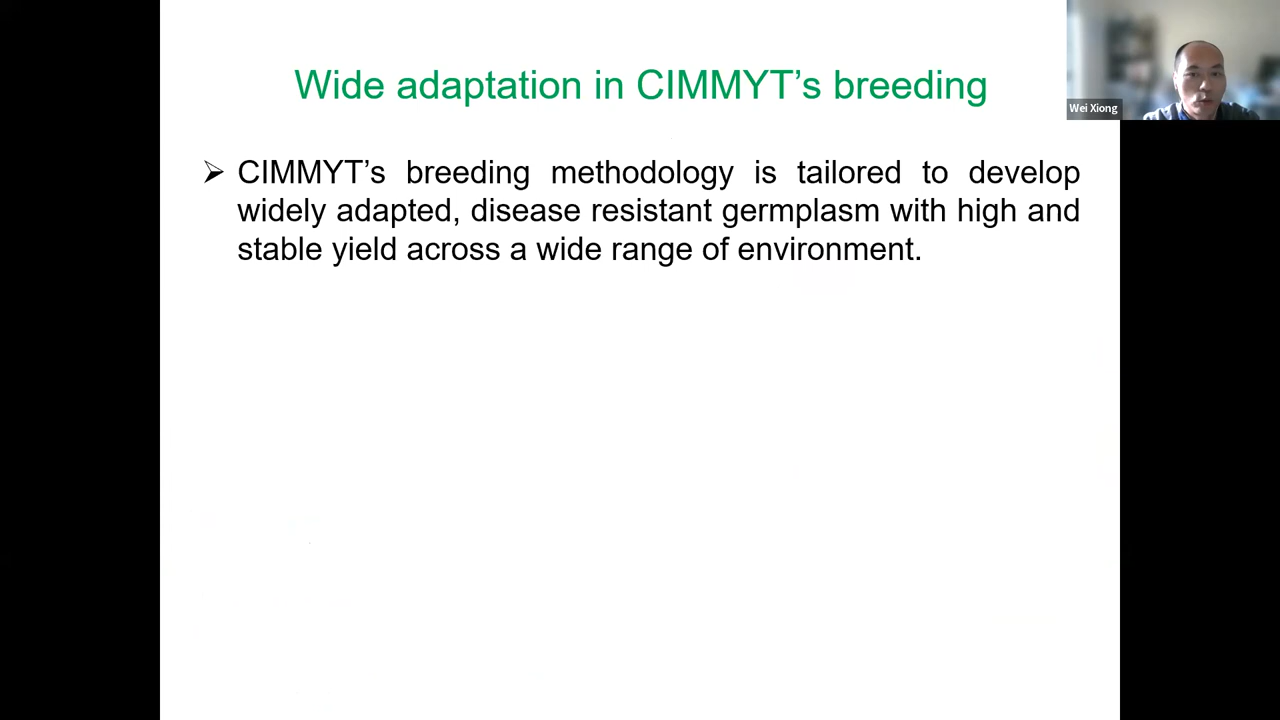 Wide adaptation in CIMMYT’s breeding
Wei Xiong
➢ CIMMYT’s breeding methodology is tailored to develop
widely adapted, disease resistant germplasm with high and
stable yield across a wide range of environment.